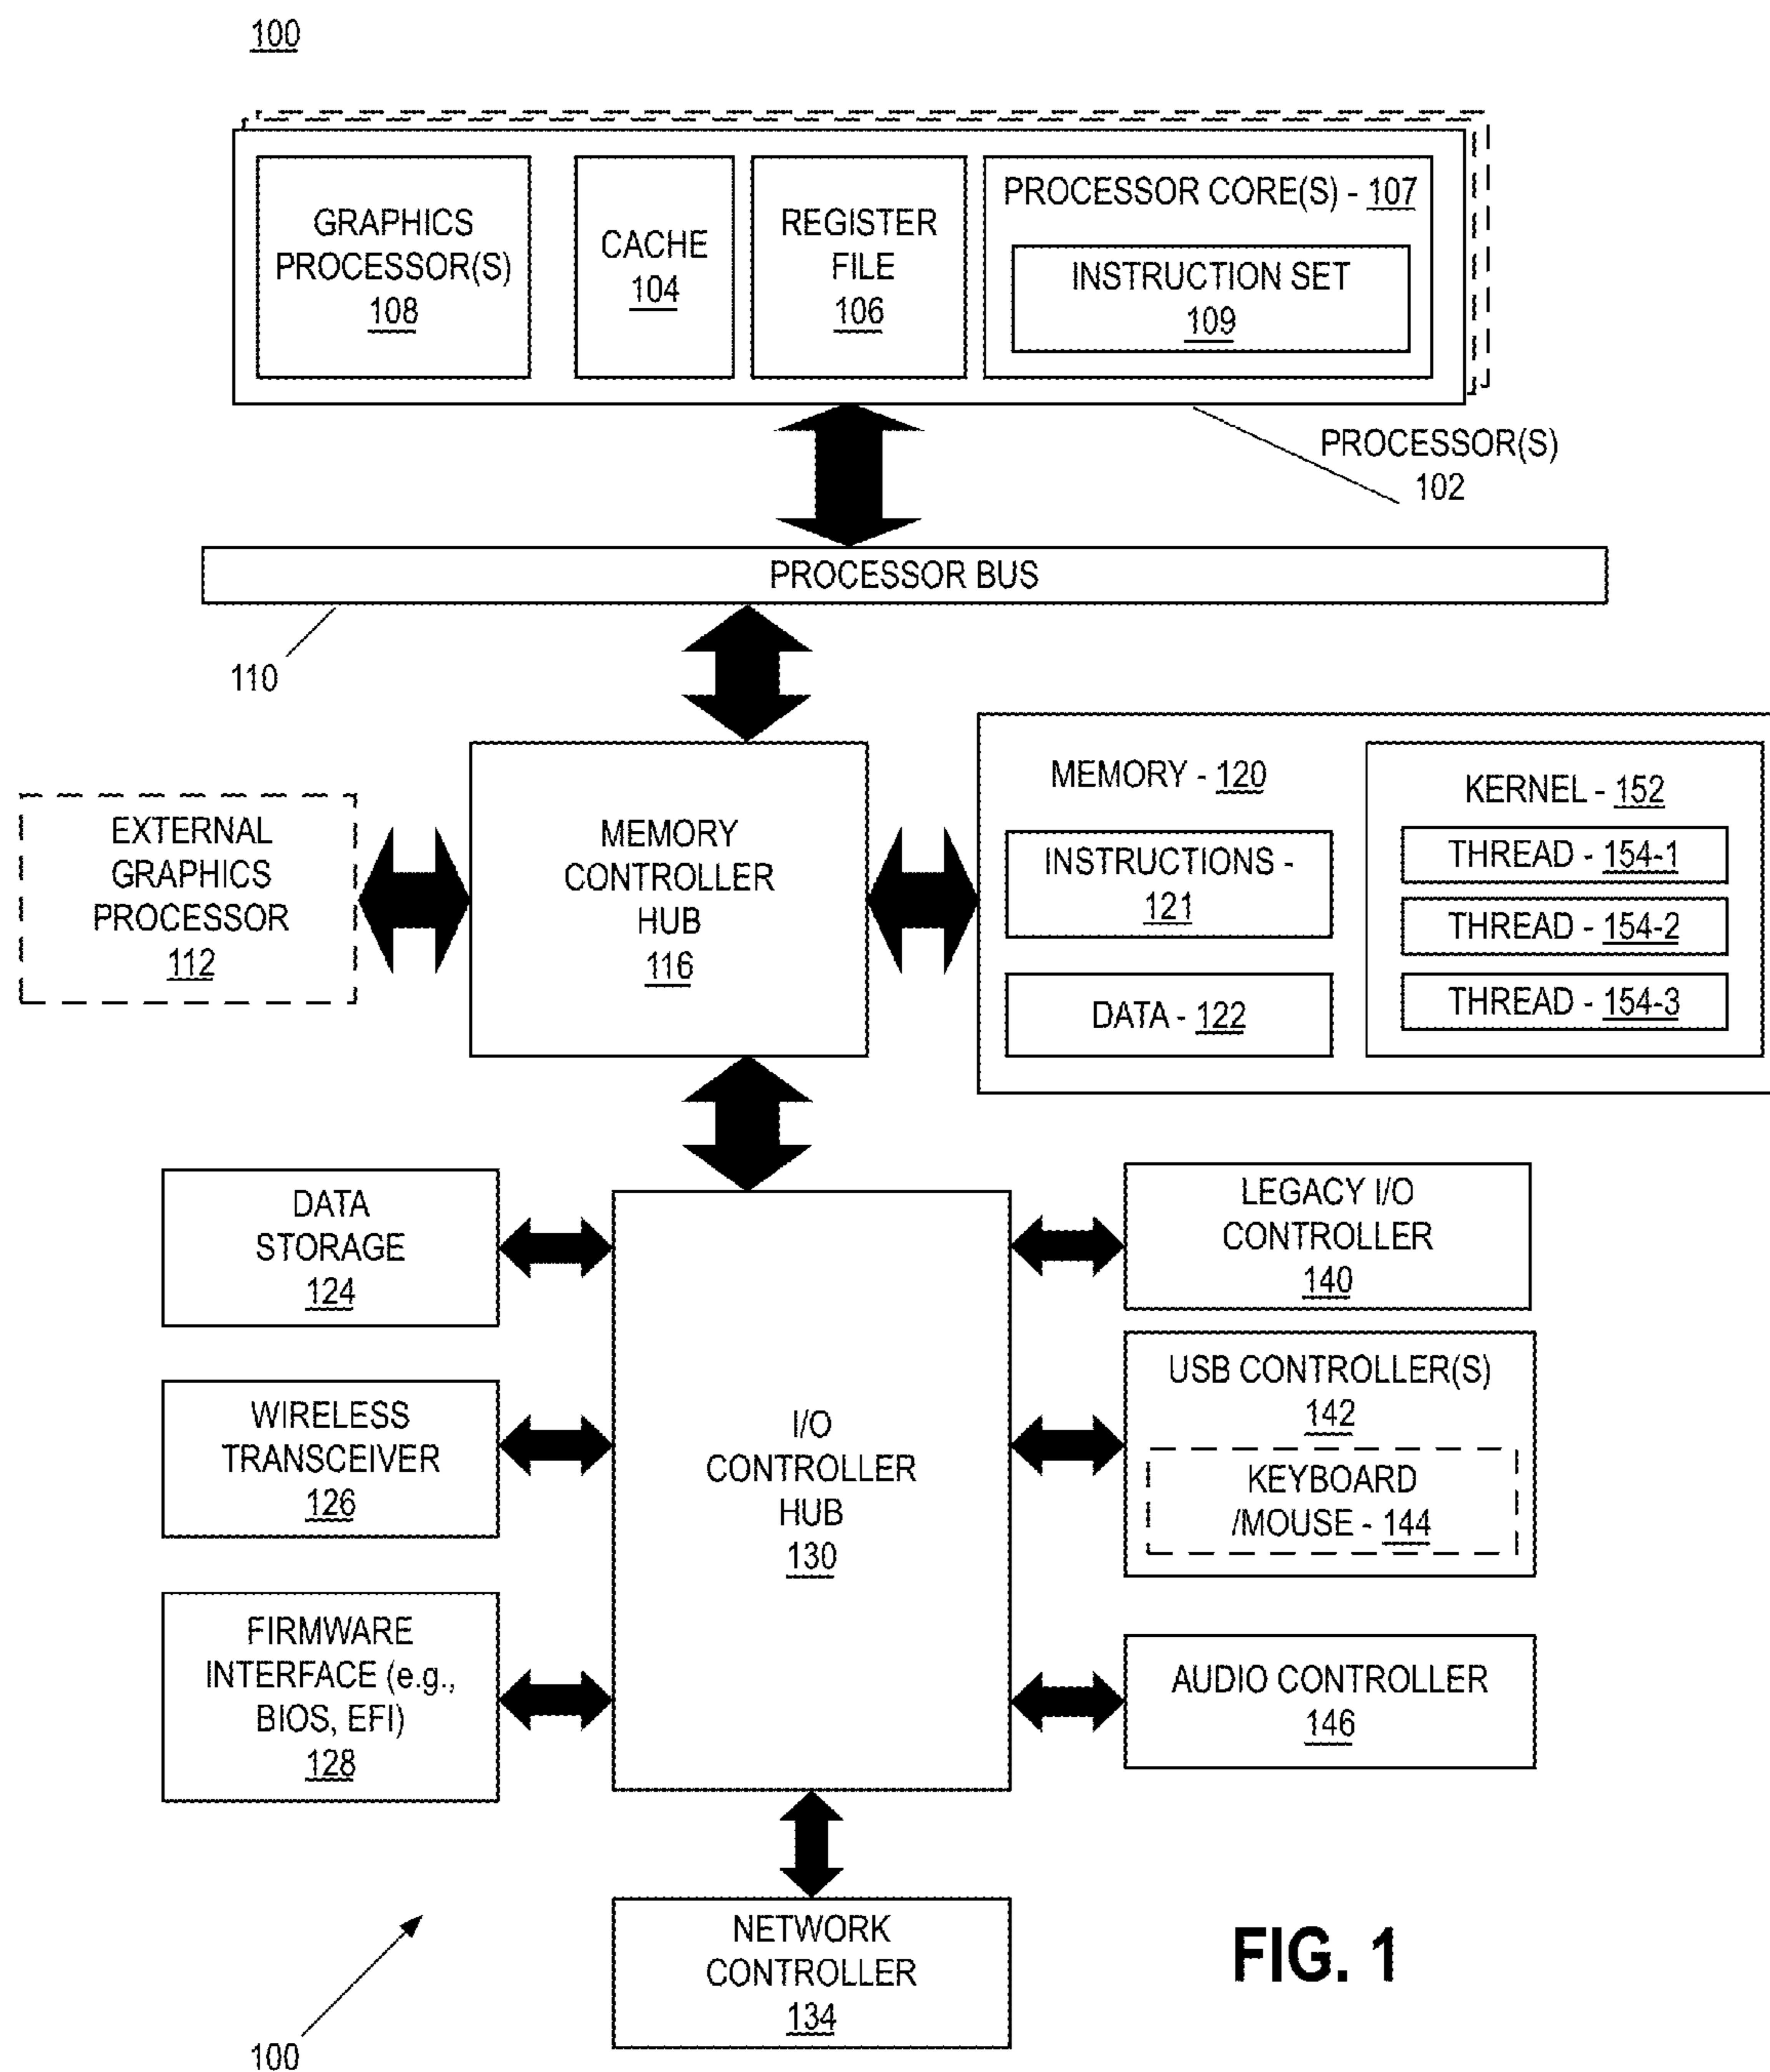 100
GRAPHICS
PROCESSOR(S)
108
CACHE
104
REGISTER
FILE
106
PROCESSOR CORE(S) - 107
INSTRUCTION SET
109
PROCESSOR(S)
102
PROCESSOR BUS
110
EXTERNAL
GRAPHICS
PROCESSOR
112
MEMORY
CONTROLLER
HUB
116
MEMORY - 120
INSTRUCTIONS -
121
DATA - 122
KERNEL - 152
THREAD - 154-1
THREAD - 154-2
THREAD - 154-3
DATA
STORAGE
124
WIRELESS
TRANSCEIVER
126
FIRMWARE
INTERFACE (e.g.,
BIOS, EFI)
128
I/O
CONTROLLER
HUB
130
LEGACY I/O
CONTROLLER
140
USB CONTROLLER(S)
142
KEYBOARD
/MOUSE - 144
AUDIO CONTROLLER
146
NETWORK
CONTROLLER
134
100
FIG. 1